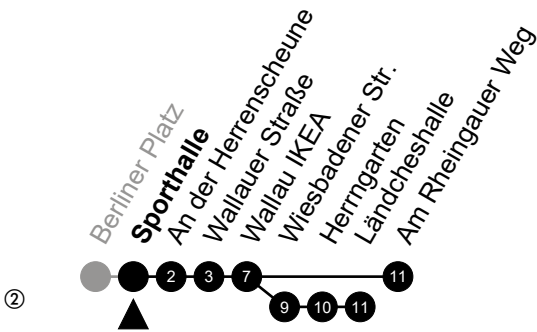 Berliner Platz
Sporthalle
An der Herrenscheune
Wallauer Straße
Wallau IKEA
Wiesbadener Str.
Herrngarten
Ländcheshalle
Am Rheingauer Weg
2 3 7 11
② 9 10 11